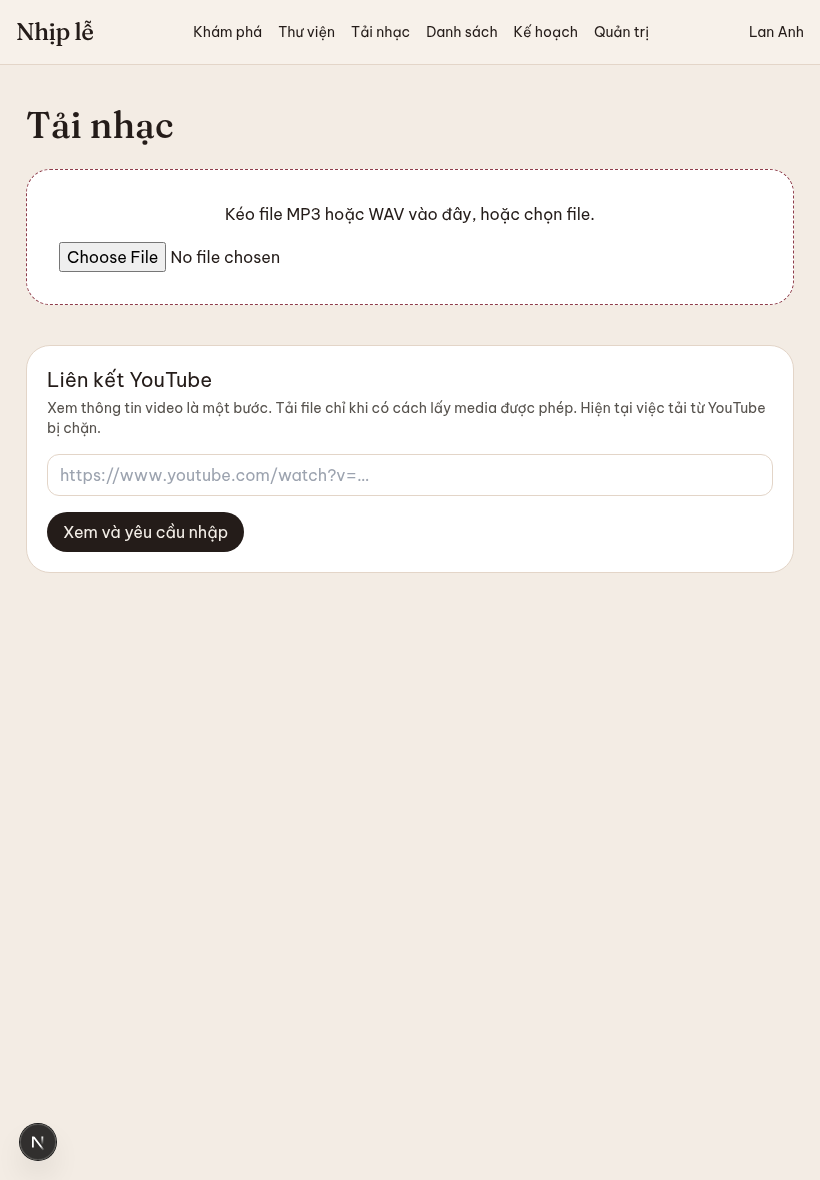 Nhịp lễ
Khám phá Thư viện Tải nhạc Danh sách Kế hoạch Quản trị
Lan Anh
Tải nhạc
Kéo file MP3 hoặc WAV vào đây, hoặc chọn file.
Choose File No file chosen
Liên kết YouTube
Xem thông tin video là một bước. Tải file chỉ khi có cách lấy media được phép. Hiện tại việc tải từ YouTube
bị chặn.
https://www.youtube.com/watch?v=…
Xem và yêu cầu nhập
N